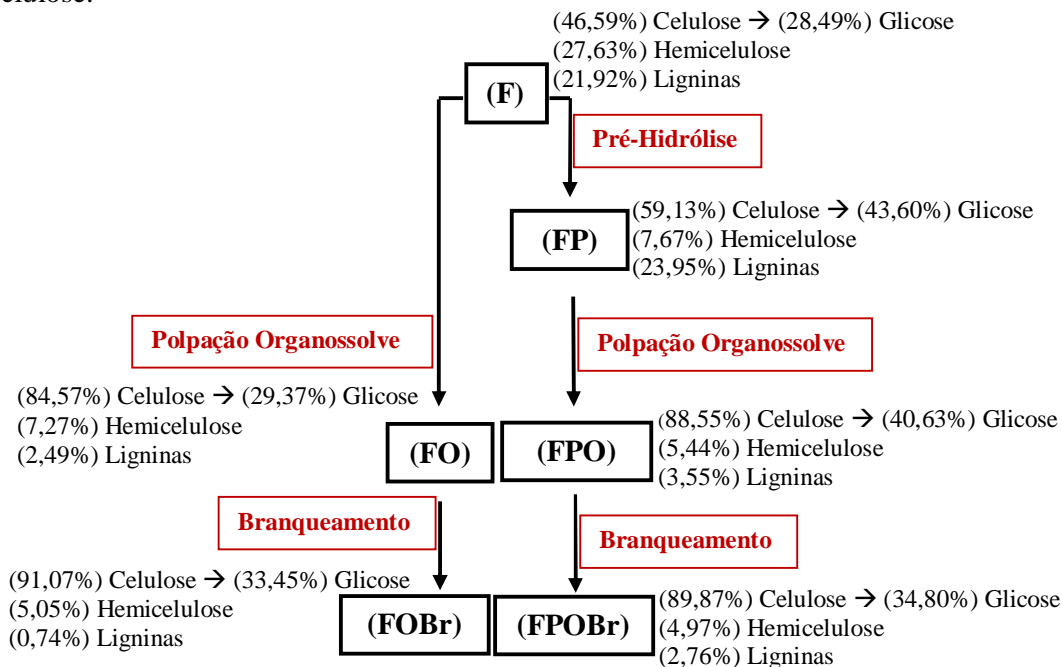 (46,59%) Celulose → (28,49%) Glicose
(27,63%) Hemicelulose
(21,92%) Ligninas
(F)
Pré-Hidrólise
(59,13%) Celulose → (43,60%) Glicose
(7,67%) Hemicelulose
(23,95%) Ligninas
(FP)
Polpação Organossolve
Polpação Organossolve
(84,57%) Celulose → (29,37%) Glicose
(7,27%) Hemicelulose
(2,49%) Ligninas
(FO)
(FPO)
(88,55%) Celulose → (40,63%) Glicose
(5,44%) Hemicelulose
(3,55%) Ligninas
Branqueamento
Branqueamento
(91,07%) Celulose → (33,45%) Glicose
(5,05%) Hemicelulose
(0,74%) Ligninas
(FOBr)
(FPOBr)
(89,87%) Celulose → (34,80%) Glicose
(4,97%) Hemicelulose
(2,76%) Ligninas